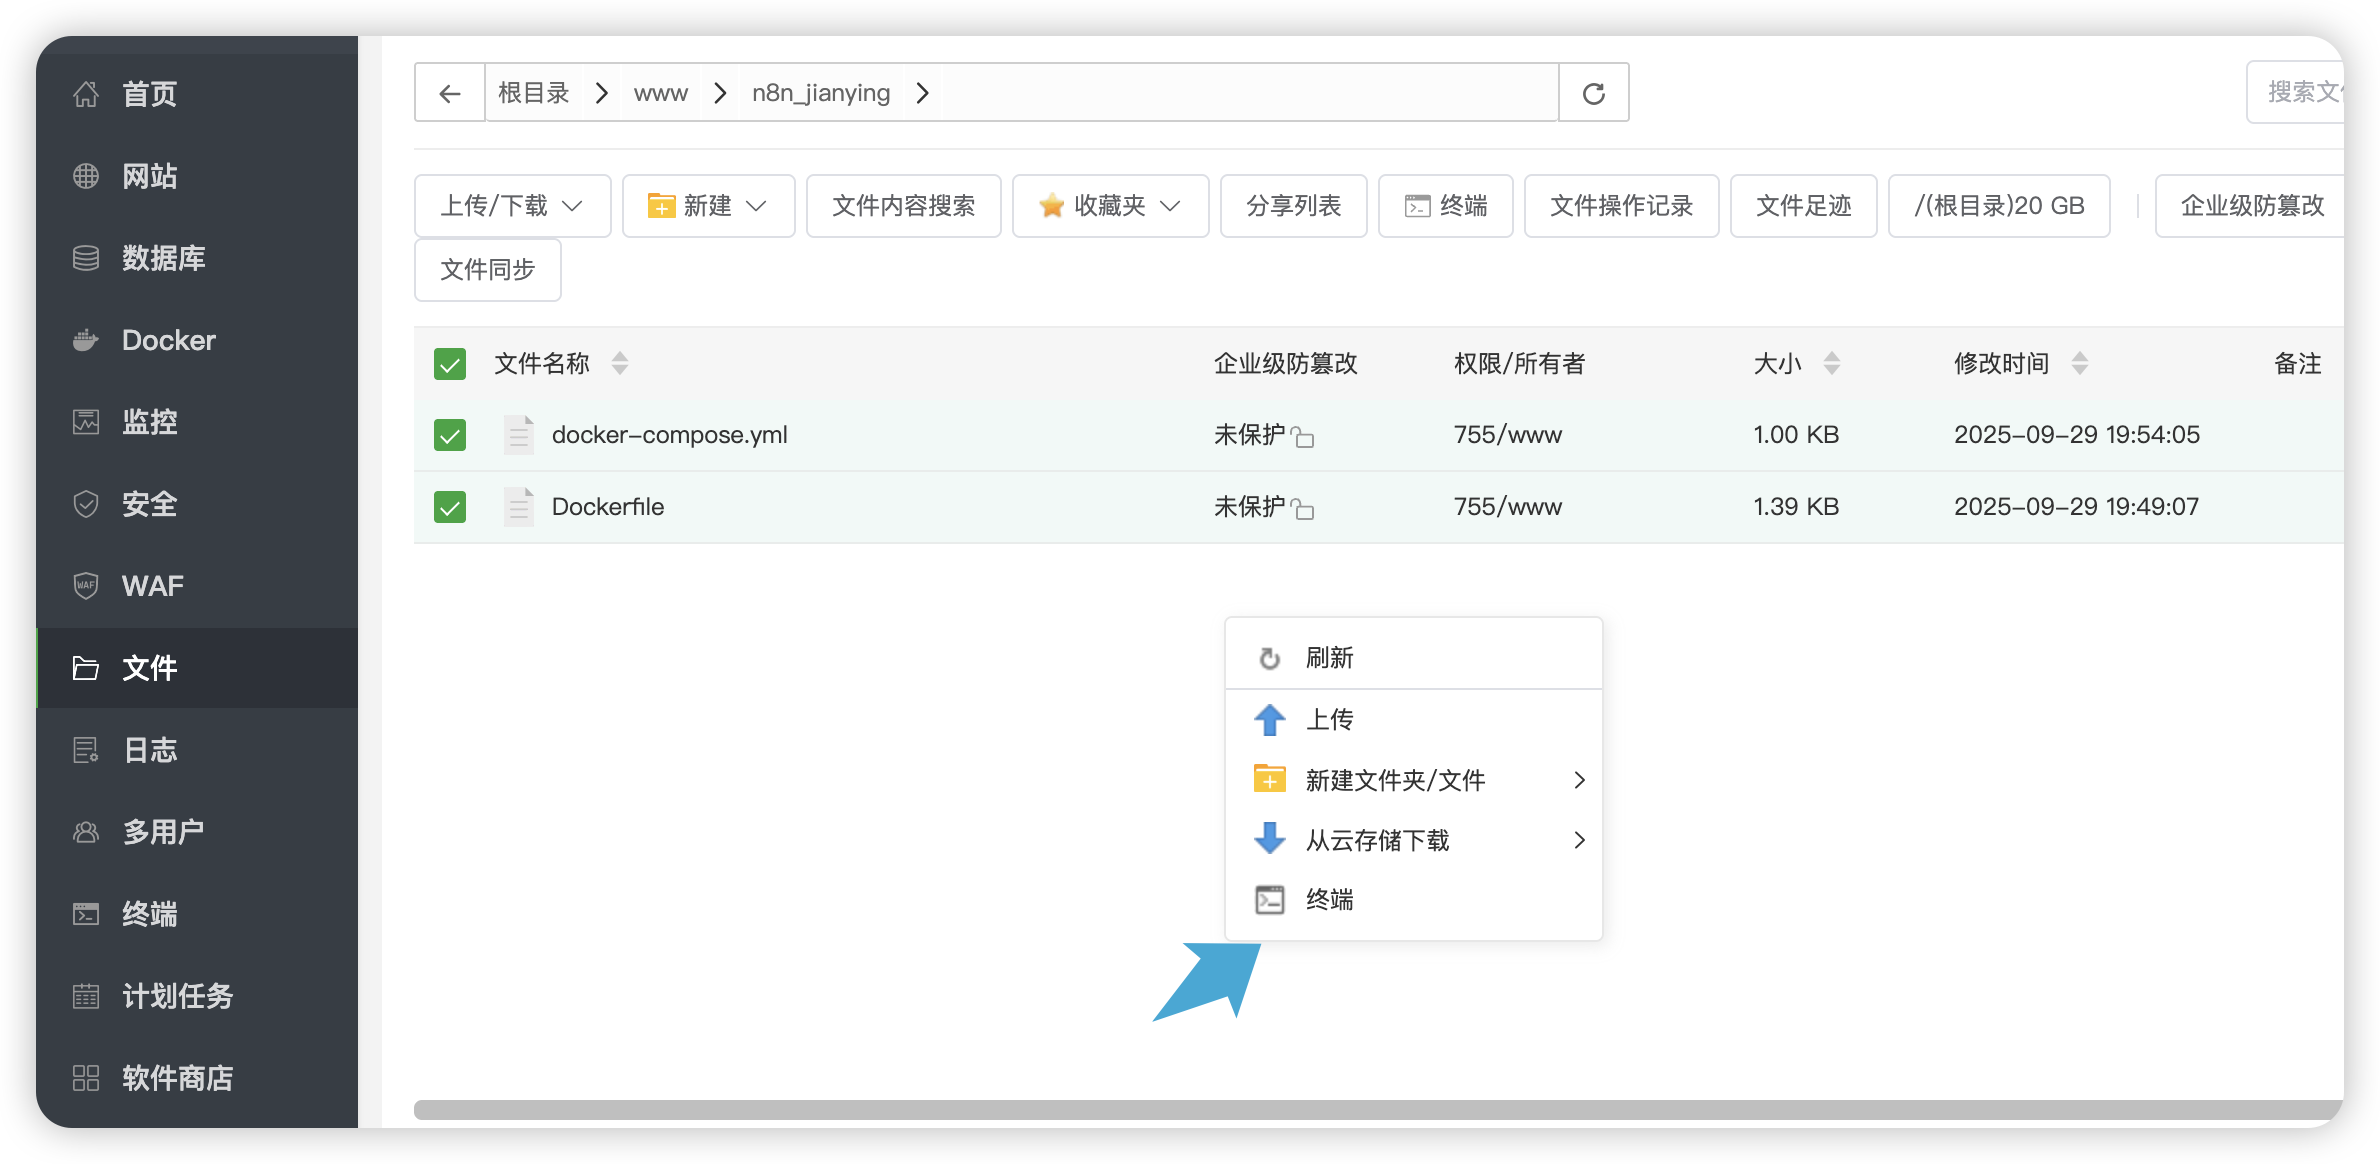 首页
网站
数据库
Docker
监控
安全
WAF
文件
日志
多用户
终端
计划任务
软件商店
根目录 www n8n_jianying
搜索文
上传/下载 新建 文件内容搜索 收藏夹 分享列表 终端 文件操作记录 文件足迹 /(根目录)20 GB 企业级防篡改
文件同步
文件名称 企业级防篡改 权限/所有者 大小 修改时间 备注
docker-compose.yml 未保护 755/www 1.00 KB 2025-09-29 19:54:05
Dockerfile 未保护 755/www 1.39 KB 2025-09-29 19:49:07
刷新
上传
新建文件夹/文件
从云存储下载
终端